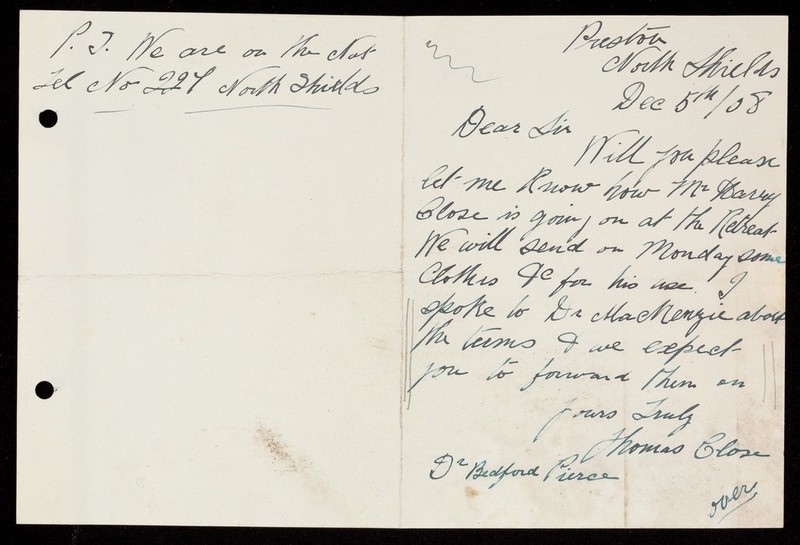 Preston
North Shields
Dec 5th/08
Dear Sir
Will you please
let me know how Mr Harry
Close is going on at the Retreat
We will send on Monday some
Clothes &c for his use. I
spoke to Dr MacKenzie about
the terms & we expect
you to forward them on
yours Truly
Thomas Close
Dr Bedford Pierce
over
P.T. We are on the Nat
Tel No 227 North Shields